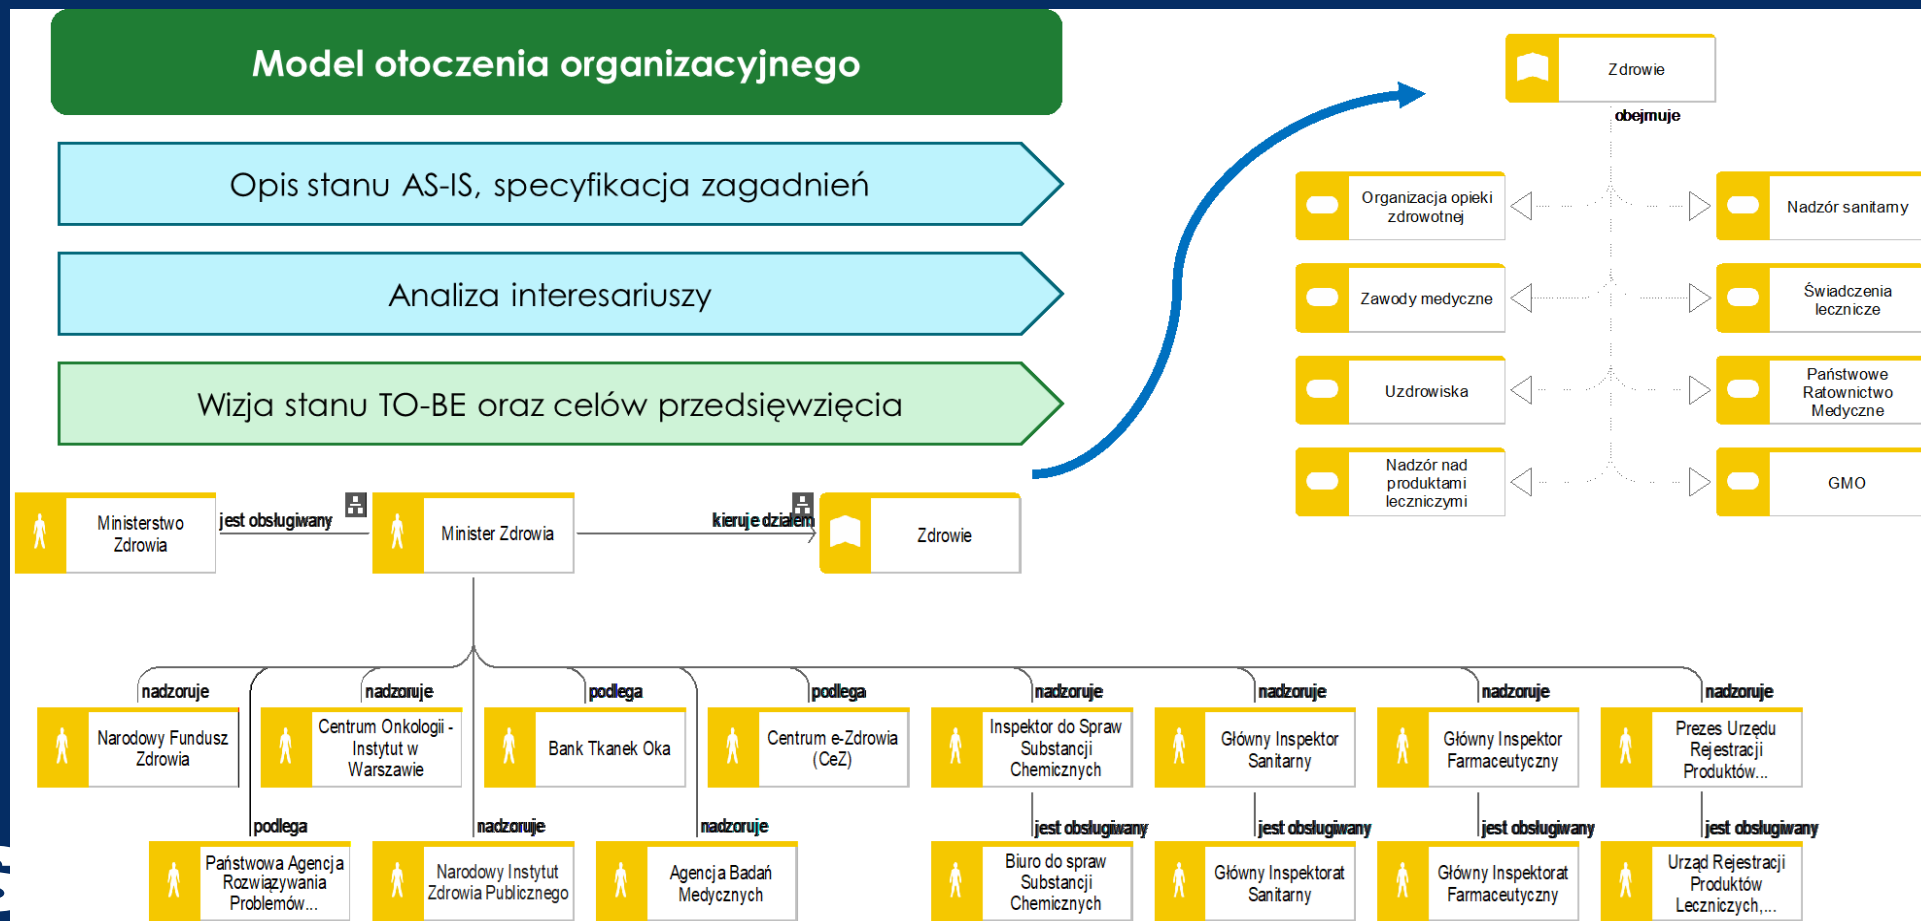 Model otoczenia organizacyjnego
Opis stanu AS-IS, specyfikacja zagadnień
Analiza interesariuszy
Wizja stanu TO-BE oraz celów przedsięwzięcia
Zdrowie
obejmuje
Organizacja opieki
zdrowotnej
Nadzór sanitarny
Zawody medyczne
Świadczenia
lecznicze
Uzdrowiska
Państwowe
Ratownictwo
Medyczne
Nadzór nad
produktami
leczniczymi
GMO
Ministerstwo
Zdrowia
jest obsługiwany
Minister Zdrowia
kieruje działem
Zdrowie
nadzoruje
nadzoruje
podlega
podlega
nadzoruje
nadzoruje
nadzoruje
nadzoruje
Narodowy Fundusz
Zdrowia
Centrum Onkologii -
Instytut w
Warszawie
Bank Tkanek Oka
Centrum e-Zdrowia
(CeZ)
Inspektor do Spraw
Substancji
Chemicznych
Główny Inspektor
Sanitarny
Główny Inspektor
Farmaceutyczny
Prezes Urzędu
Rejestracji
Produktów...
podlega
nadzoruje
nadzoruje
jest obsługiwany
jest obsługiwany
jest obsługiwany
jest obsługiwany
Państwowa Agencja
Rozwiązywania
Problemów...
Narodowy Instytut
Zdrowia Publicznego
Agencja Badań
Medycznych
Biuro do spraw
Substancji
Chemicznych
Główny Inspektorat
Sanitarny
Główny Inspektorat
Farmaceutyczny
Urząd Rejestracji
Produktów
Leczniczych,...